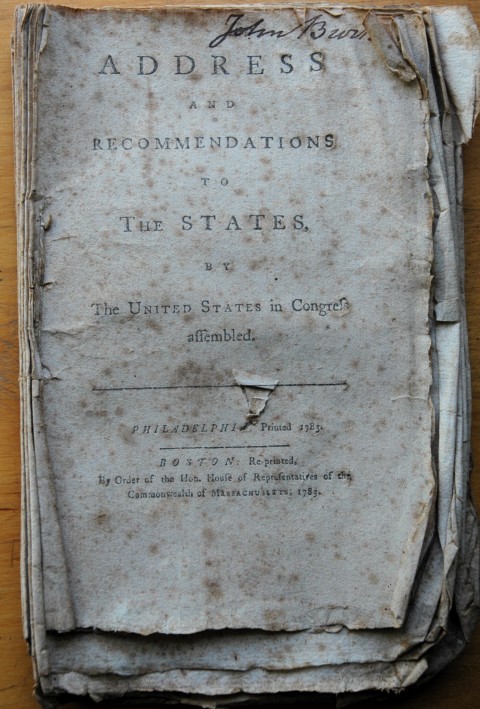 John
ADDRESS
AND
RECOMMENDATIONS
TO
THE STATES,
BY
The UNITED STATES in Congreſs
aſſembled.
PHILADELPHIA: Printed 1783.
BOSTON: Re-printed,
By Order of the Hon. House of Repreſentatives of the
Commonwealth of MASSACHUSETTS, 1783.